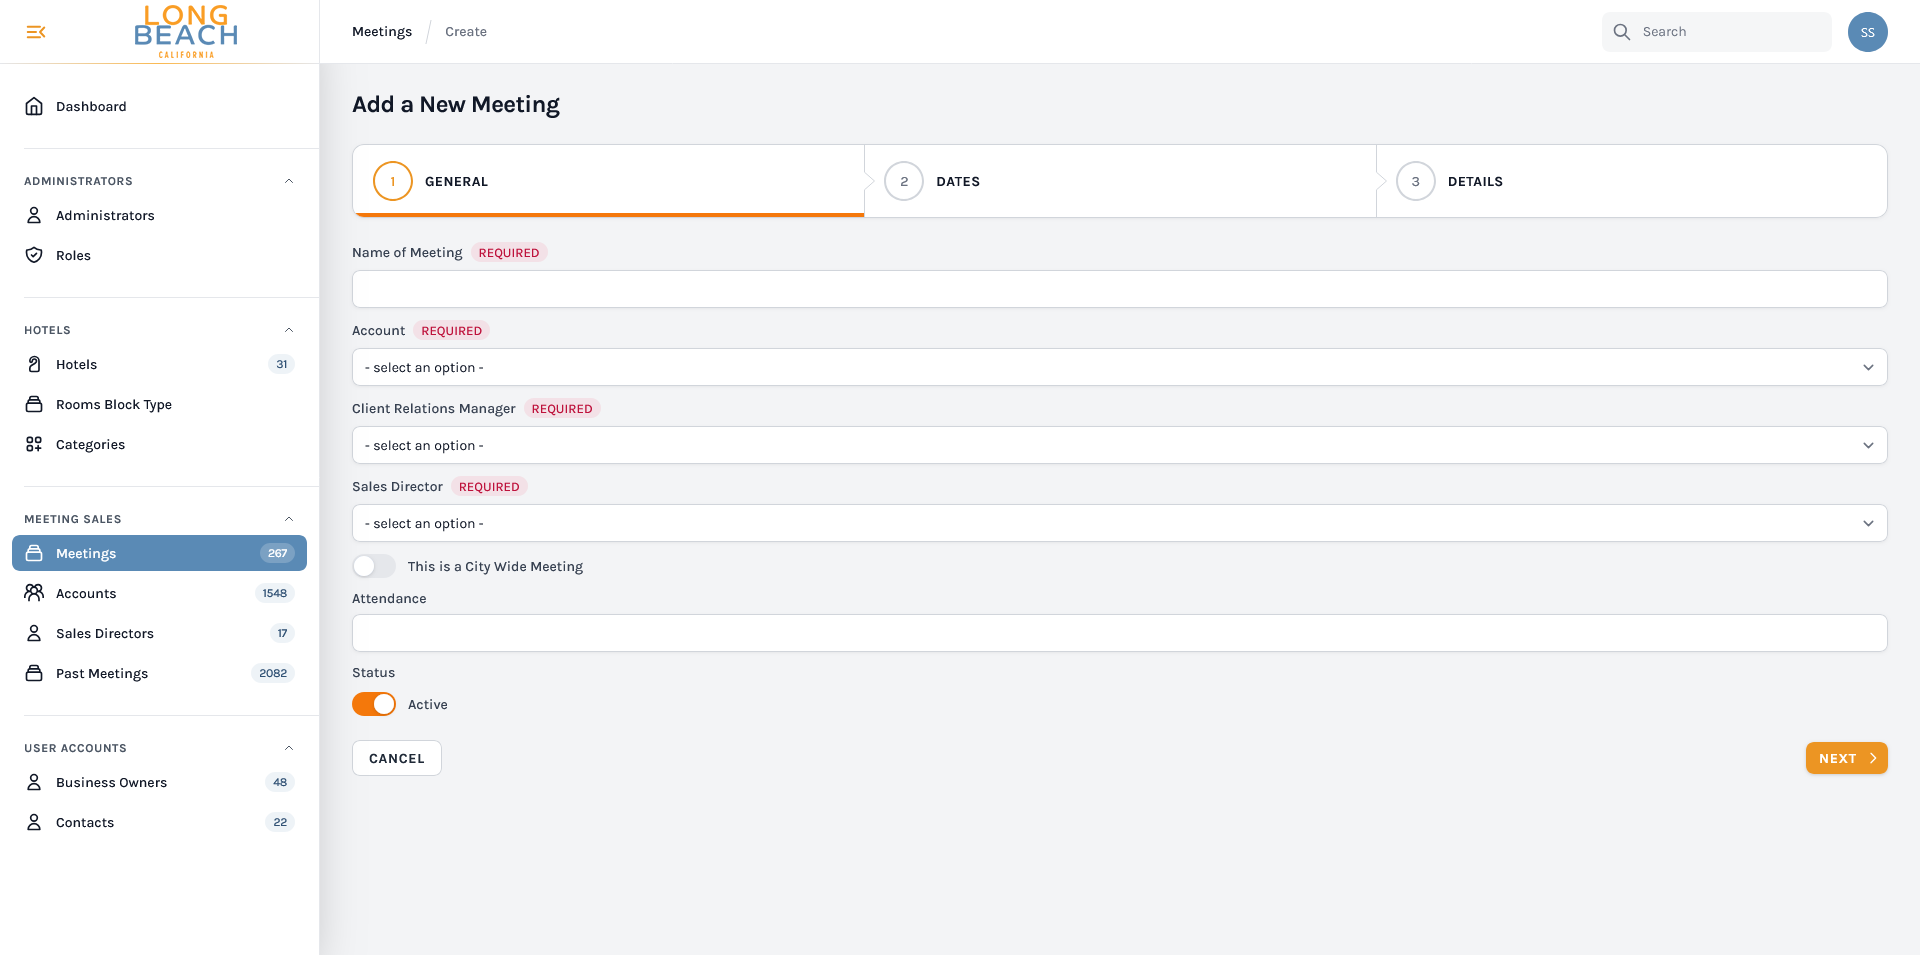 LONG
BEACH
CALIFORNIA
Meetings / Create
Search
SS
Dashboard
ADMINISTRATORS
Administrators
Roles
HOTELS
Hotels 31
Rooms Block Type
Categories
MEETING SALES
Meetings 267
Accounts 1548
Sales Directors 17
Past Meetings 2082
USER ACCOUNTS
Business Owners 48
Contacts 22
Add a New Meeting
1 GENERAL
2 DATES
3 DETAILS
Name of Meeting REQUIRED
Account REQUIRED
- select an option -
Client Relations Manager REQUIRED
- select an option -
Sales Director REQUIRED
- select an option -
This is a City Wide Meeting
Attendance
Status
Active
CANCEL
NEXT